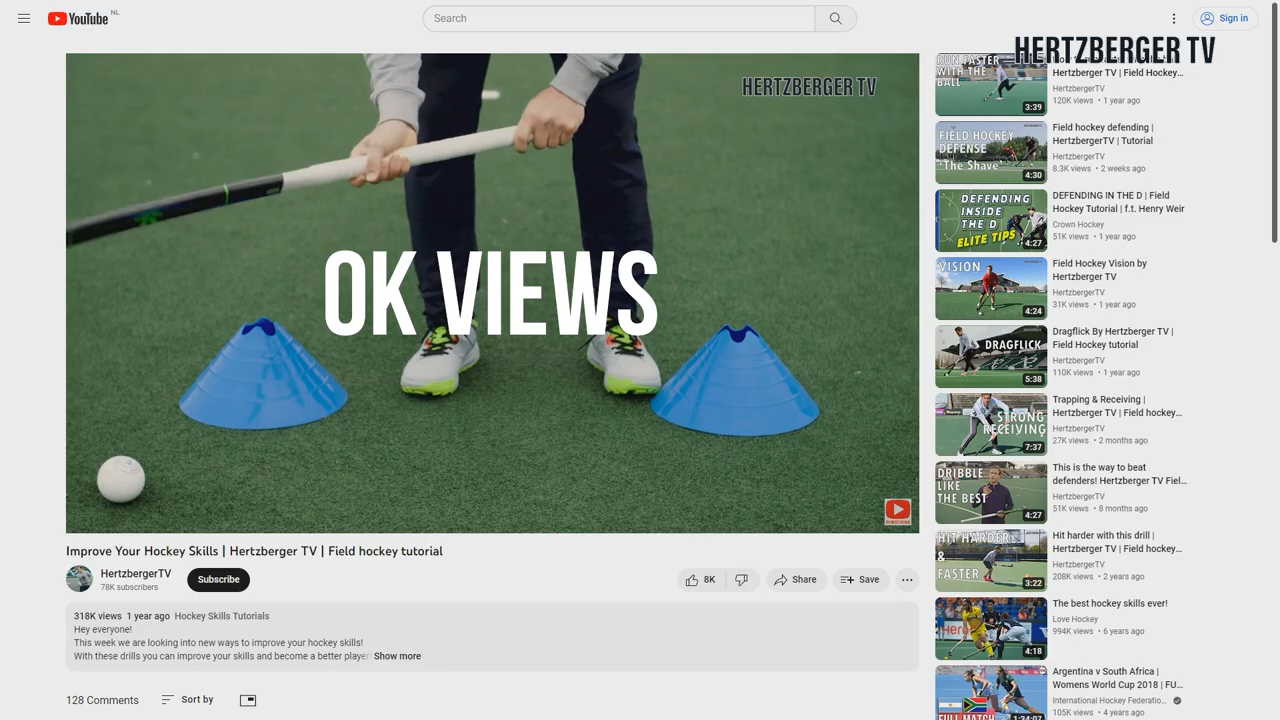 YouTube NL
Search
Sign in
HERTZBERGER TV
HERTZBERGER TV
0K VIEWS
SUBSCRIBE
Improve Your Hockey Skills | Hertzberger TV | Field hockey tutorial
HertzbergerTV
78K subscribers
Subscribe
8K
Share
Save
318K views 1 year ago Hockey Skills Tutorials
Hey everyone!
This week we are looking into new ways to improve your hockey skills!
With these drills you can improve your skills and become a better player Show more
128 Comments
Sort by
RUN FASTER
WITH THE
BALL
3:39
Hertzberger TV | Field Hockey...
HertzbergerTV
120K views • 1 year ago
FIELD HOCKEY
DEFENSE
'The Shave'
4:30
Field hockey defending |
HertzbergerTV | Tutorial
HertzbergerTV
8.3K views • 2 weeks ago
DEFENDING
INSIDE
THE D
ELITE TIPS
4:27
DEFENDING IN THE D | Field
Hockey Tutorial | f.t. Henry Weir
Crown Hockey
51K views • 1 year ago
VISION
4:24
Field Hockey Vision by
Hertzberger TV
HertzbergerTV
31K views • 1 year ago
DRAGFLICK
5:38
Dragflick By Hertzberger TV |
Field Hockey tutorial
HertzbergerTV
110K views • 1 year ago
STRONG
RECEIVING
7:37
Trapping & Receiving |
Hertzberger TV | Field hockey...
HertzbergerTV
27K views • 2 months ago
DRIBBLE
LIKE
THE BEST
4:27
This is the way to beat
defenders! Hertzberger TV Fiel...
HertzbergerTV
51K views • 8 months ago
HIT HARDER
&
FASTER
3:22
Hit harder with this drill |
Hertzberger TV | Field hockey...
HertzbergerTV
208K views • 2 years ago
4:18
The best hockey skills ever!
Love Hockey
994K views • 6 years ago
FULL MATCH
1:34:07
Argentina v South Africa |
Womens World Cup 2018 | FU...
International Hockey Federatio...
105K views • 4 years ago